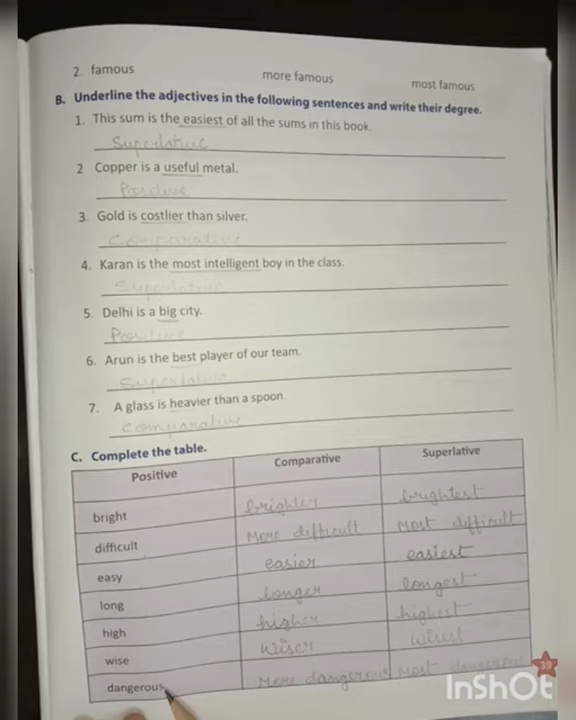 2. famous more famous most famous
B. Underline the adjectives in the following sentences and write their degree.
1. This sum is the easiest of all the sums in this book.
Superlative
2 Copper is a useful metal.
Positive
3. Gold is costlier than silver.
Comparative
4. Karan is the most intelligent boy in the class.
Superlative
5. Delhi is a big city.
Positive
6. Arun is the best player of our team.
Superlative
7. A glass is heavier than a spoon.
Comparative
C. Complete the table.
Positive Comparative Superlative
bright brighter brightest
difficult More difficult Most difficult
easy easier easiest
long longer longest
high higher highest
wise wiser wisest
dangerous More dangerous Most dangerous
39
InShOt